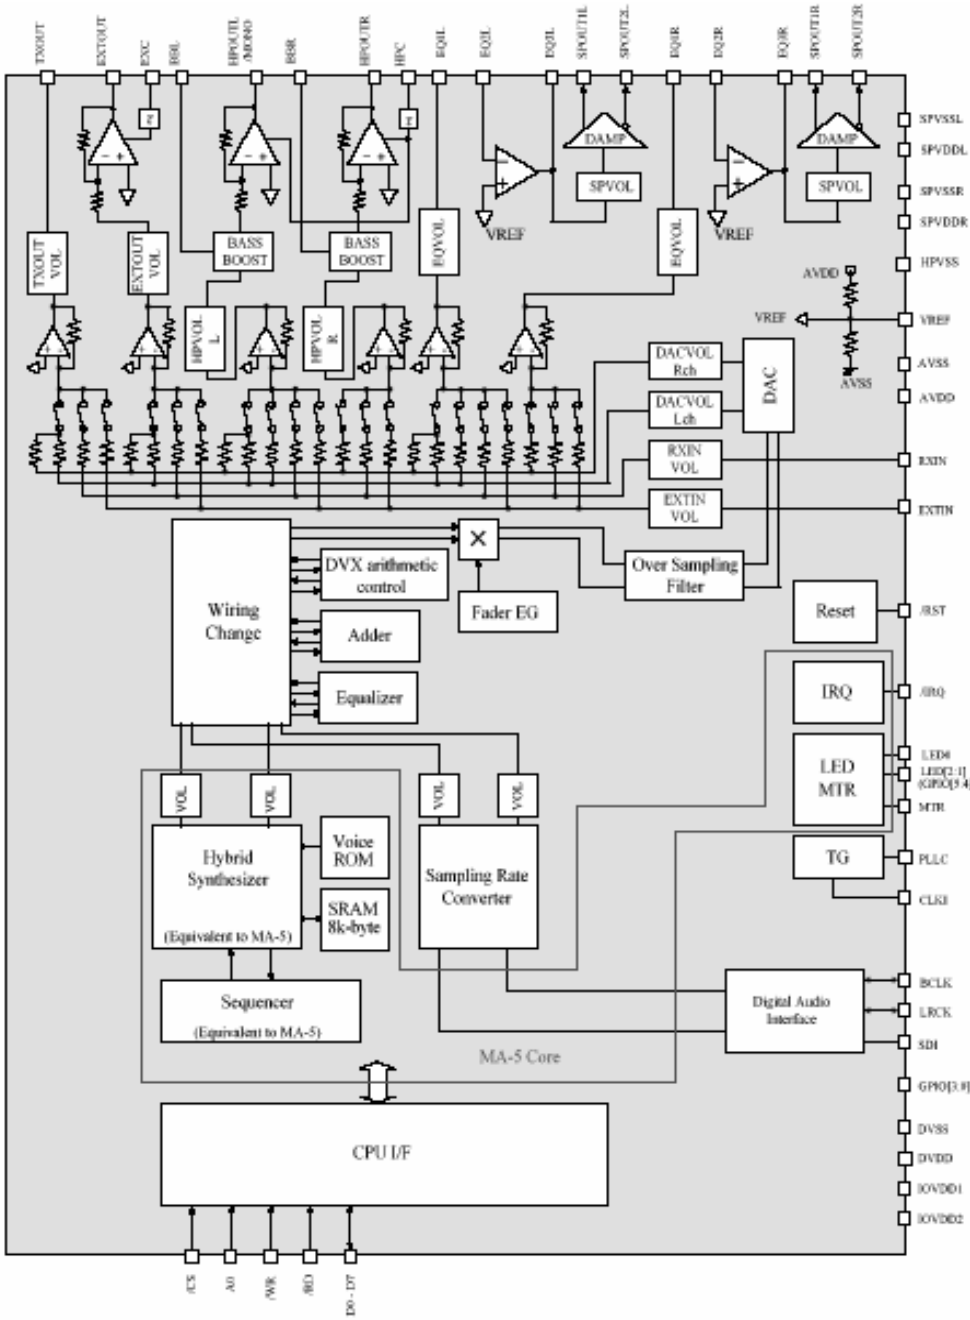 TXOUT
EXTOUT
EXC
BBL
HPOUTL
/MONO
BBR
HPOUTR
HPC
EQ1L
EQ2L
EQ3L
SPOUT1L
SPOUT2L
EQ1R
EQ2R
EQ3R
SPOUT1R
SPOUT2R
SPVSSL
SPVDDL
SPVSSR
SPVDDR
HPVSS
VREF
AVSS
AVDD
RXIN
EXTIN
/RST
/IRQ
LED0
LED[2:1]
(GPIO[5:4]
MTR
PLLC
CLKI
BCLK
LRCK
SDI
GPIO[3:0]
DVSS
DVDD
IOVDD1
IOVDD2
DAMP
DAMP
SPVOL
SPVOL
VREF
VREF
TXOUT
VOL
EXTOUT
VOL
BASS
BOOST
BASS
BOOST
EQVOL
EQVOL
HPVOL
L
HPVOL
R
AVDD
VREF
AVSS
DACVOL
Rch
DACVOL
Lch
DAC
RXIN
VOL
EXTIN
VOL
Wiring
Change
DVX arithmetic
control
Adder
Equalizer
X
Fader EG
Over Sampling
Filter
Reset
IRQ
LED
MTR
TG
VOL
VOL
VOL
VOL
Hybrid
Synthesizer
(Equivalent to MA-5)
Voice
ROM
SRAM
8k-byte
Sampling Rate
Converter
Sequencer
(Equivalent to MA-5)
Digital Audio
Interface
MA-5 Core
CPU I/F
/CS
A0
/WR
/RD
D0 - D7